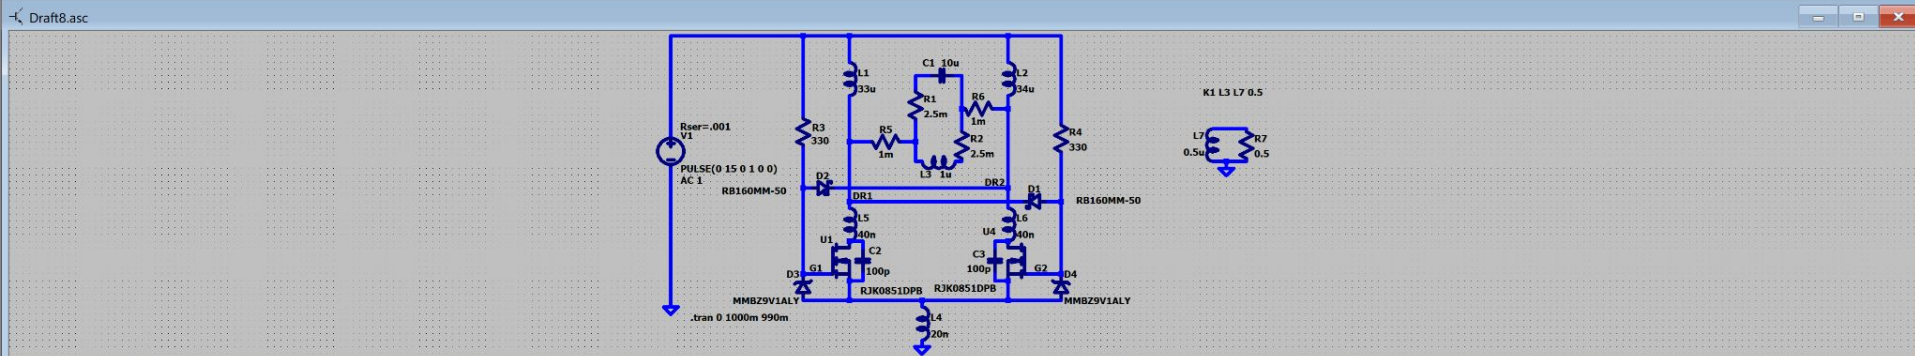 Draft8.asc
C1 10u
L1
33u
L2
34u
K1 L3 L7 0.5
R1
2.5m
R6
1m
Rser=.001
V1
R3
330
R5
1m
R2
2.5m
R4
330
L7
0.5u
R7
0.5
PULSE(0 15 0 1 0 0)
AC 1
L3 1u
D2
RB160MM-50
DR2
D1
DR1
RB160MM-50
L5
40n
L6
40n
U1
U4
C2
100p
C3
100p
D3
G1
G2
D4
RJK0851DPB
RJK0851DPB
MMBZ9V1ALY
MMBZ9V1ALY
.tran 0 1000m 990m
L4
20n